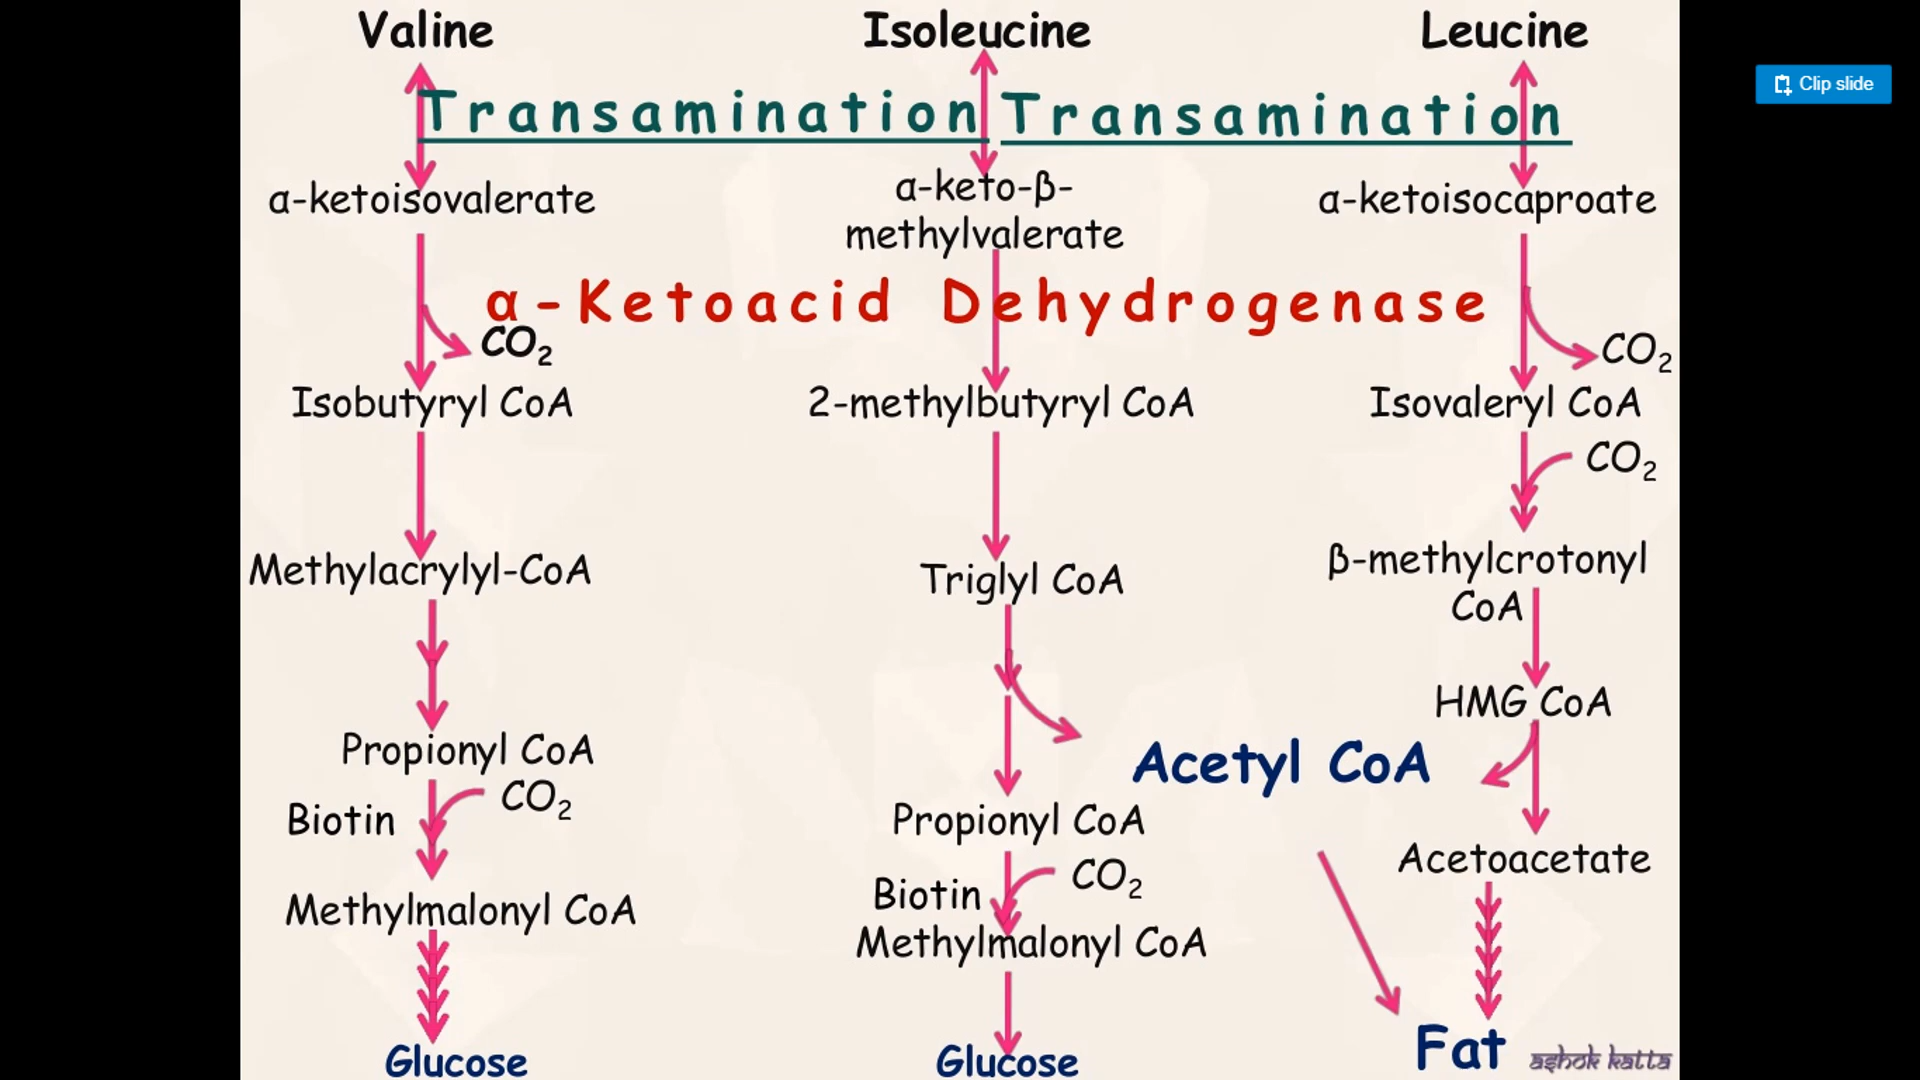 Valine Isoleucine Leucine
Clip slide
Transamination Transamination
α-ketoisovalerate
α-keto-β-
methylvalerate
α-ketoisocaproate
α-Ketoacid Dehydrogenase
CO2
CO2
Isobutyryl CoA 2-methylbutyryl CoA Isovaleryl CoA
CO2
Methylacrylyl-CoA
Triglyl CoA
β-methylcrotonyl
CoA
HMG CoA
Propionyl CoA
Acetyl CoA
Biotin CO2
Propionyl CoA
Acetoacetate
Biotin CO2
Methylmalonyl CoA
Methylmalonyl CoA
Glucose
Glucose
Fat
ashok katta